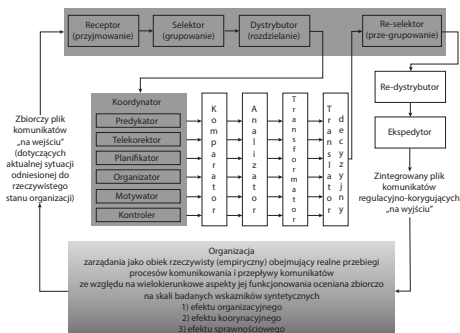 Receptor
(przyjmowanie)
Selektor
(grupowanie)
Dystrybutor
(rozdzielanie)
Re-selektor
(prze-grupowanie)
Re-dystrybutor
Ekspedytor
Zintegrowany plik
komunikatów
regulacyjno-korygujących
„na wyjściu”
Zbiorczy plik
komunikatów
„na wejściu”
(dotyczących
aktualnej sytuacji
odniesionej do
rzeczywistego
stanu organizacji)
Koordynator
Predykator
Telekorektor
Planifikator
Organizator
Motywator
Kontroler
Komparator
Analizator
Transformator
Translator
decyzyjny
Organizacja
zarządania jako obiek rzeczywisty (empiryczny) obejmujący realne przebiegi
procesów komunikowania i przepływy komunikatów
ze względu na wielokierunkowe aspekty jej funkcjonowania oceniana zbiorczo
na skali badanych wskazników syntetycznych
1) efektu organizacyjnego
2) efektu koorynacyjnego
3) efektu sprawnościowego